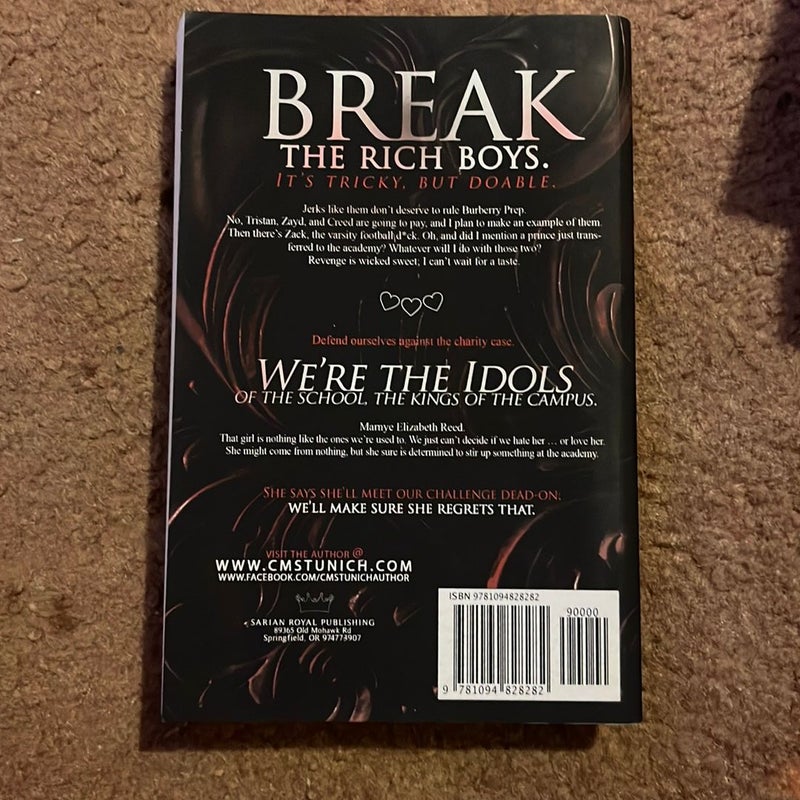 BREAK
THE RICH BOYS.
IT'S TRICKY, BUT DOABLE.
Jerks like them don't deserve to rule Burberry Prep.
No, Tristan, Zayd, and Creed are going to pay, and I plan to make an example of them.
Then there's Zack, the varsity football d*ck. Oh, and did I mention a prince just trans-
ferred to the academy? Whatever will I do with those two?
Revenge is wicked sweet; I can't wait for a taste.
Defend ourselves against the charity case.
WE'RE THE IDOLS
OF THE SCHOOL, THE KINGS OF THE CAMPUS.
Marnye Elizabeth Reed.
That girl is nothing like the ones we're used to. We just can't decide if we hate her ... or love her.
She might come from nothing, but she sure is determined to stir up something at the academy.
SHE SAYS SHE'LL MEET OUR CHALLENGE DEAD-ON.
WE'LL MAKE SURE SHE REGRETS THAT.
VISIT THE AUTHOR @
WWW.CMSTUNICH.COM
WWW.FACEBOOK.COM/CMSTUNICHAUTHOR
SARIAN ROYAL PUBLISHING
89365 Old Mohawk Rd
Springfield, OR 974773907
ISBN 9781094828282
90000
9 781094 828282